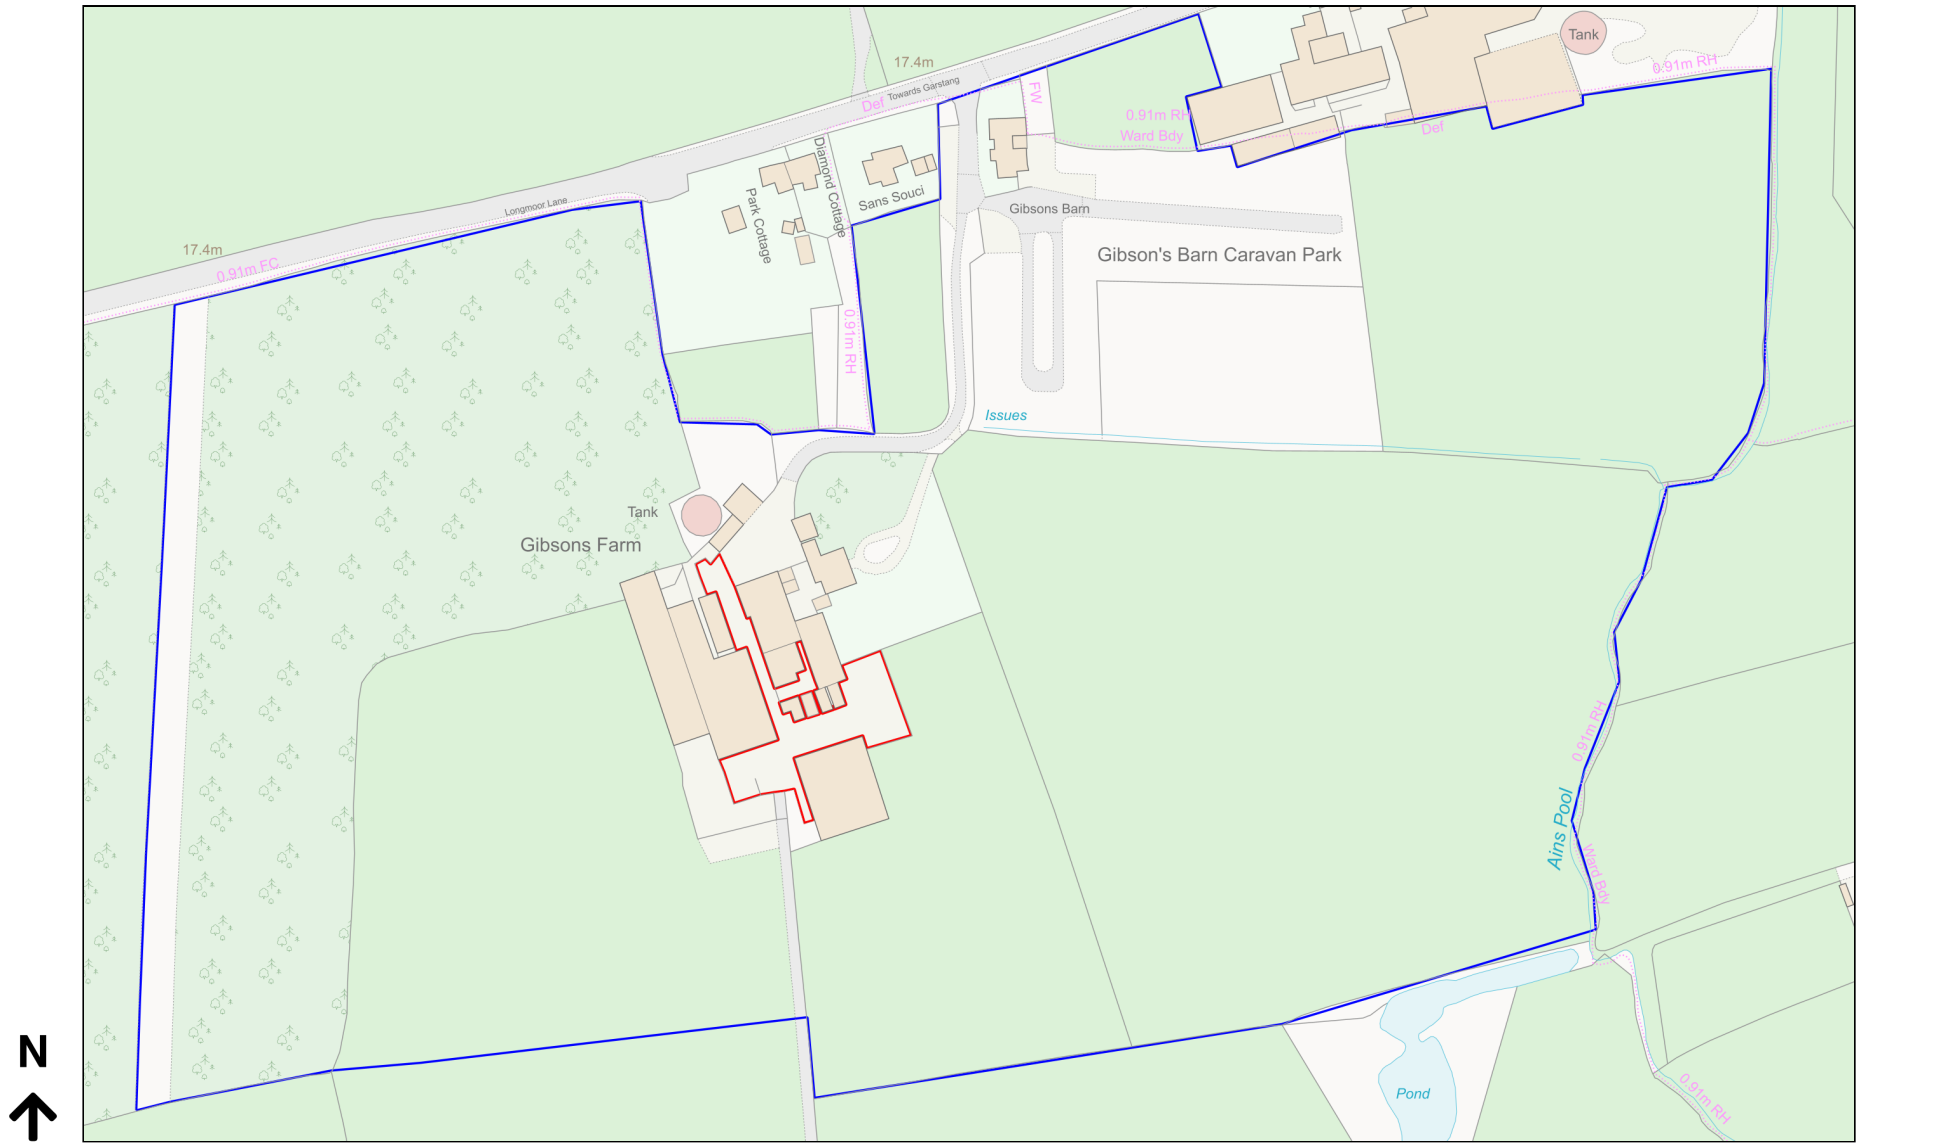 Tank
17.4m
0.91m RH
Towards Garstang
Def
FW
0.91m RH
Ward Bdy
Def
Diamond Cottage
Park Cottage
Sans Souci
Longmoor Lane
Gibsons Barn
17.4m
0.91m FC
Gibson's Barn Caravan Park
0.91m RH
Issues
Tank
Gibsons Farm
0.91m RH
Ains Pool
Ward Bdy
N
Pond
0.91m RH